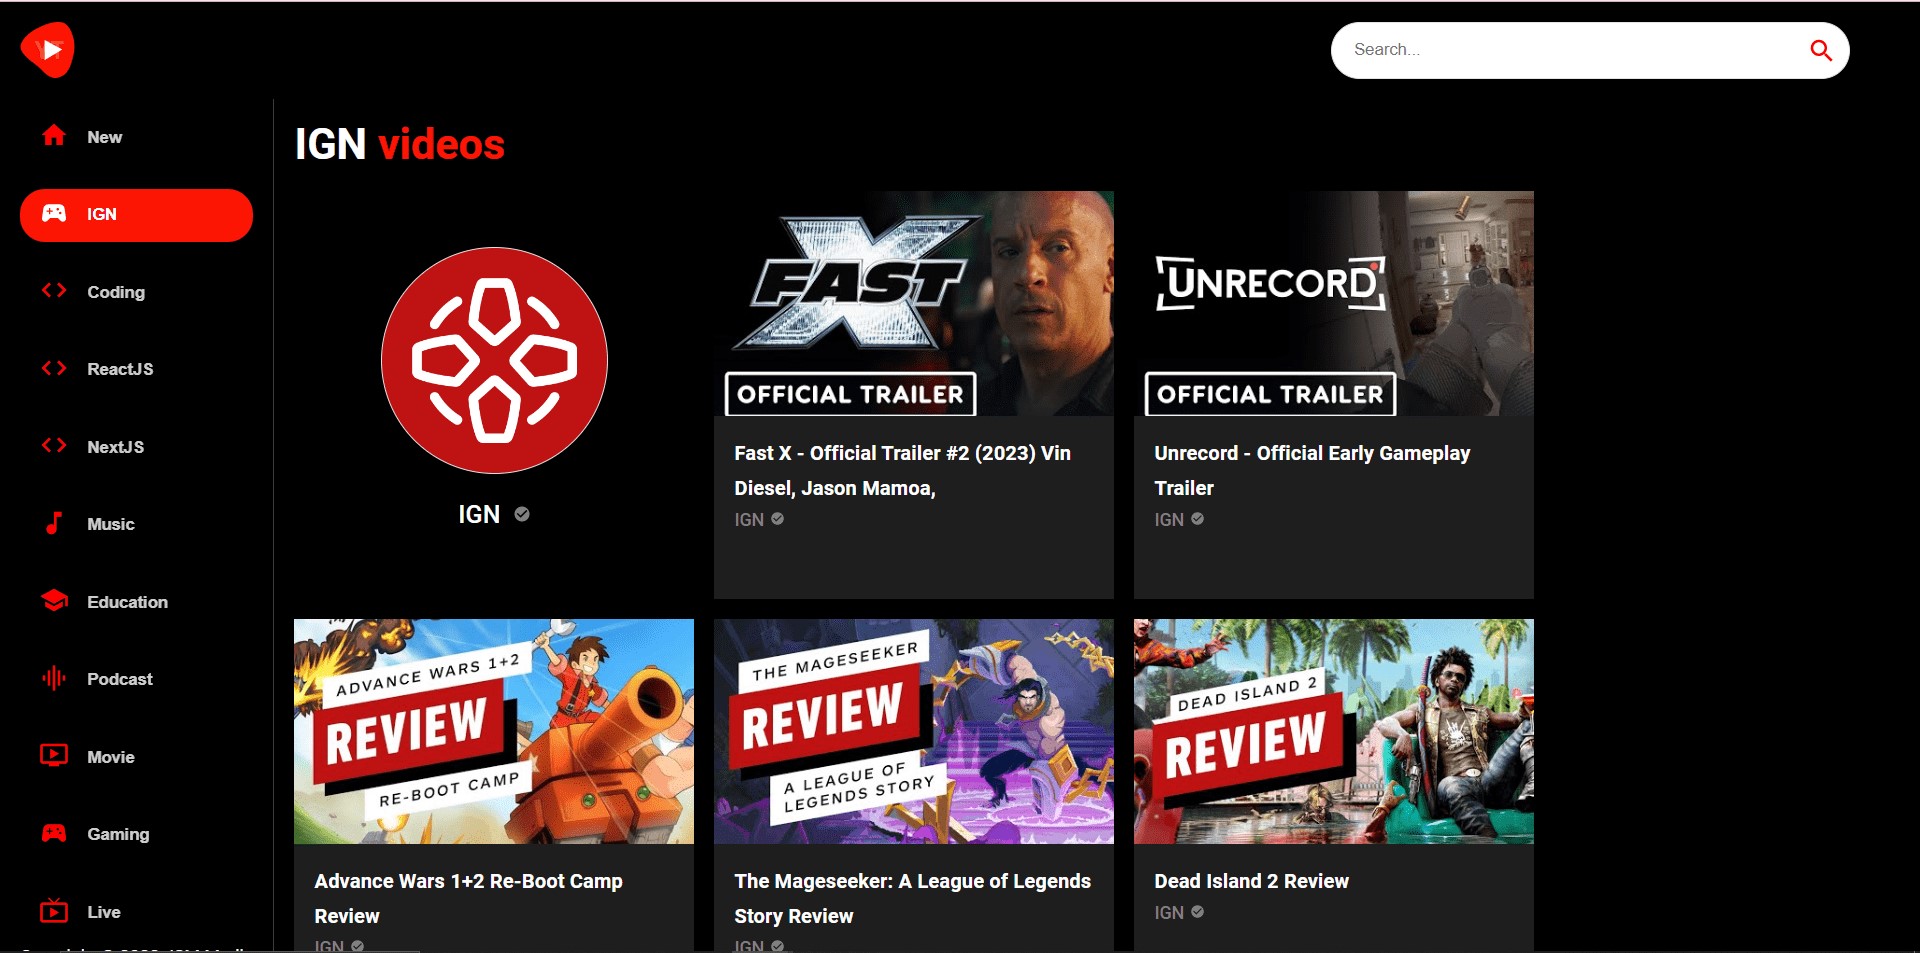 YT
Search...
New
IGN
Coding
ReactJS
NextJS
Music
Education
Podcast
Movie
Gaming
Live
IGN videos
IGN
FAST X
OFFICIAL TRAILER
Fast X - Official Trailer #2 (2023) Vin
Diesel, Jason Mamoa,
IGN
UNRECORD
OFFICIAL TRAILER
Unrecord - Official Early Gameplay
Trailer
IGN
ADVANCE WARS 1+2
REVIEW
RE-BOOT CAMP
Advance Wars 1+2 Re-Boot Camp
Review
IGN
THE MAGESEEKER
REVIEW
A LEAGUE OF
LEGENDS STORY
The Mageseeker: A League of Legends
Story Review
IGN
DEAD ISLAND 2
REVIEW
Dead Island 2 Review
IGN